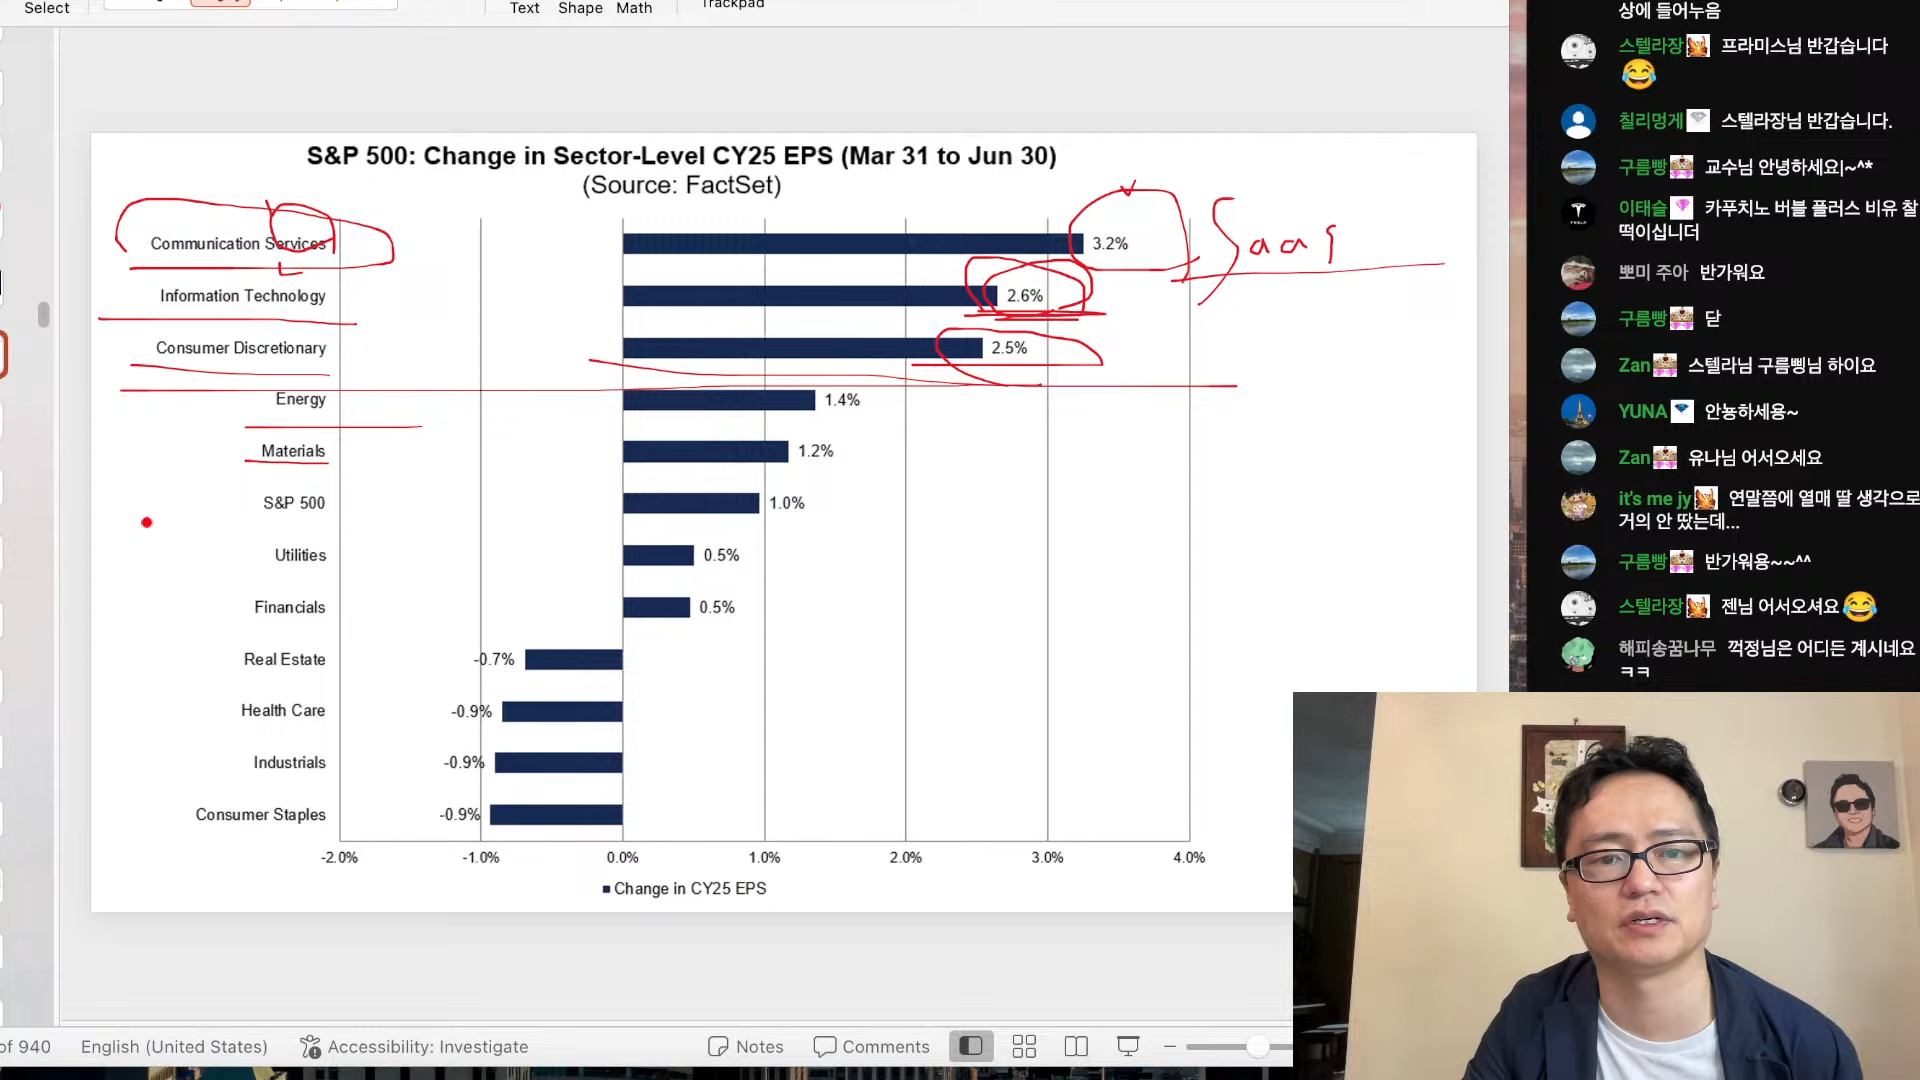 Select
Text Shape Math
Trackpad
S&P 500: Change in Sector-Level CY25 EPS (Mar 31 to Jun 30)
(Source: FactSet)
Communication Services 3.2%
Saas
Information Technology 2.6%
Consumer Discretionary 2.5%
Energy 1.4%
Materials 1.2%
S&P 500 1.0%
Utilities 0.5%
Financials 0.5%
Real Estate -0.7%
Health Care -0.9%
Industrials -0.9%
Consumer Staples -0.9%
-2.0% -1.0% 0.0% 1.0% 2.0% 3.0% 4.0%
Change in CY25 EPS
of 940 English (United States) Accessibility: Investigate Notes Comments
상에 들어누음
스텔라장 프라미스님 반갑습니다
칠리멍게 스텔라장님 반갑습니다.
구름빵 교수님 안녕하세요|~^*
이태슬 카푸치노 버블 플러스 비유 찰
떡이십니더
뽀미 주아 반가워요
구름빵 닫
Zan 스텔라님 구름삥님 하이요
YUNA 안뇽하세용~
Zan 유나님 어서오세요
it's me jy 연말쯤에 열매 딸 생각으로
거의 안 땄는데...
구름빵 반가워용~~^^
스텔라장 젠님 어서오셔요
해피송꿈나무 꺽정님은 어디든 계시네요
ㅋㅋ